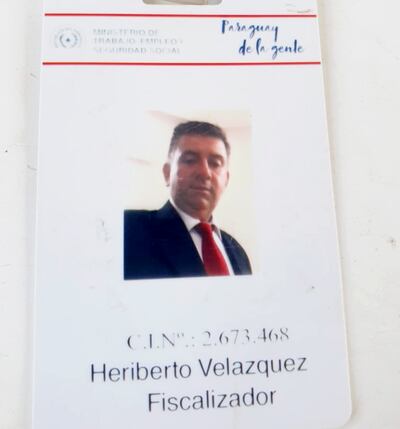 MINISTERIO DE
TRABAJO, EMPLEO Y
SEGURIDAD SOCIAL
Paraguay
de la gente
C.I.Nº.: 2.673.468
Heriberto Velazquez
Fiscalizador